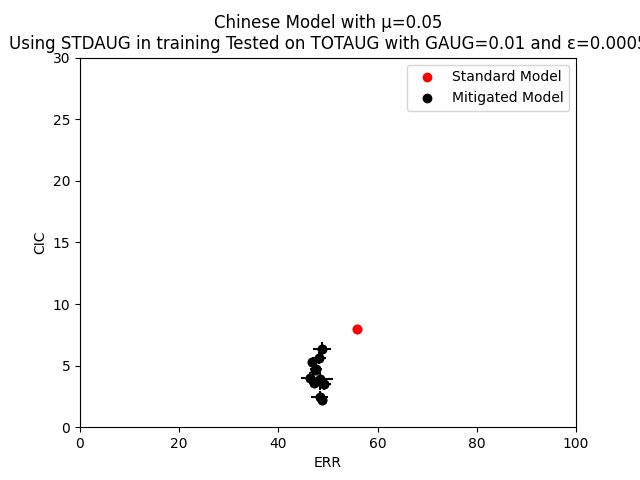 Chinese Model with μ=0.05
Using STDAUG in training Tested on TOTAUG with GAUG=0.01 and ε=0.0005
Standard Model
Mitigated Model
30
25
20
15
10
5
0
CIC
0 20 40 60 80 100
ERR